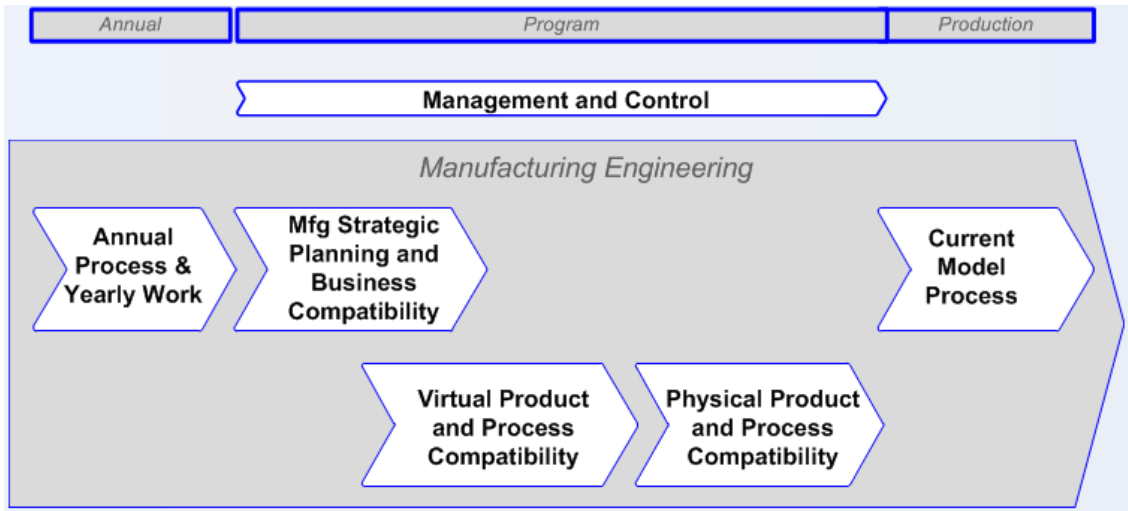 Annual
Program
Production
Management and Control
Manufacturing Engineering
Annual
Process &
Yearly Work
Mfg Strategic
Planning and
Business
Compatibility
Current
Model
Process
Virtual Product
and Process
Compatibility
Physical Product
and Process
Compatibility